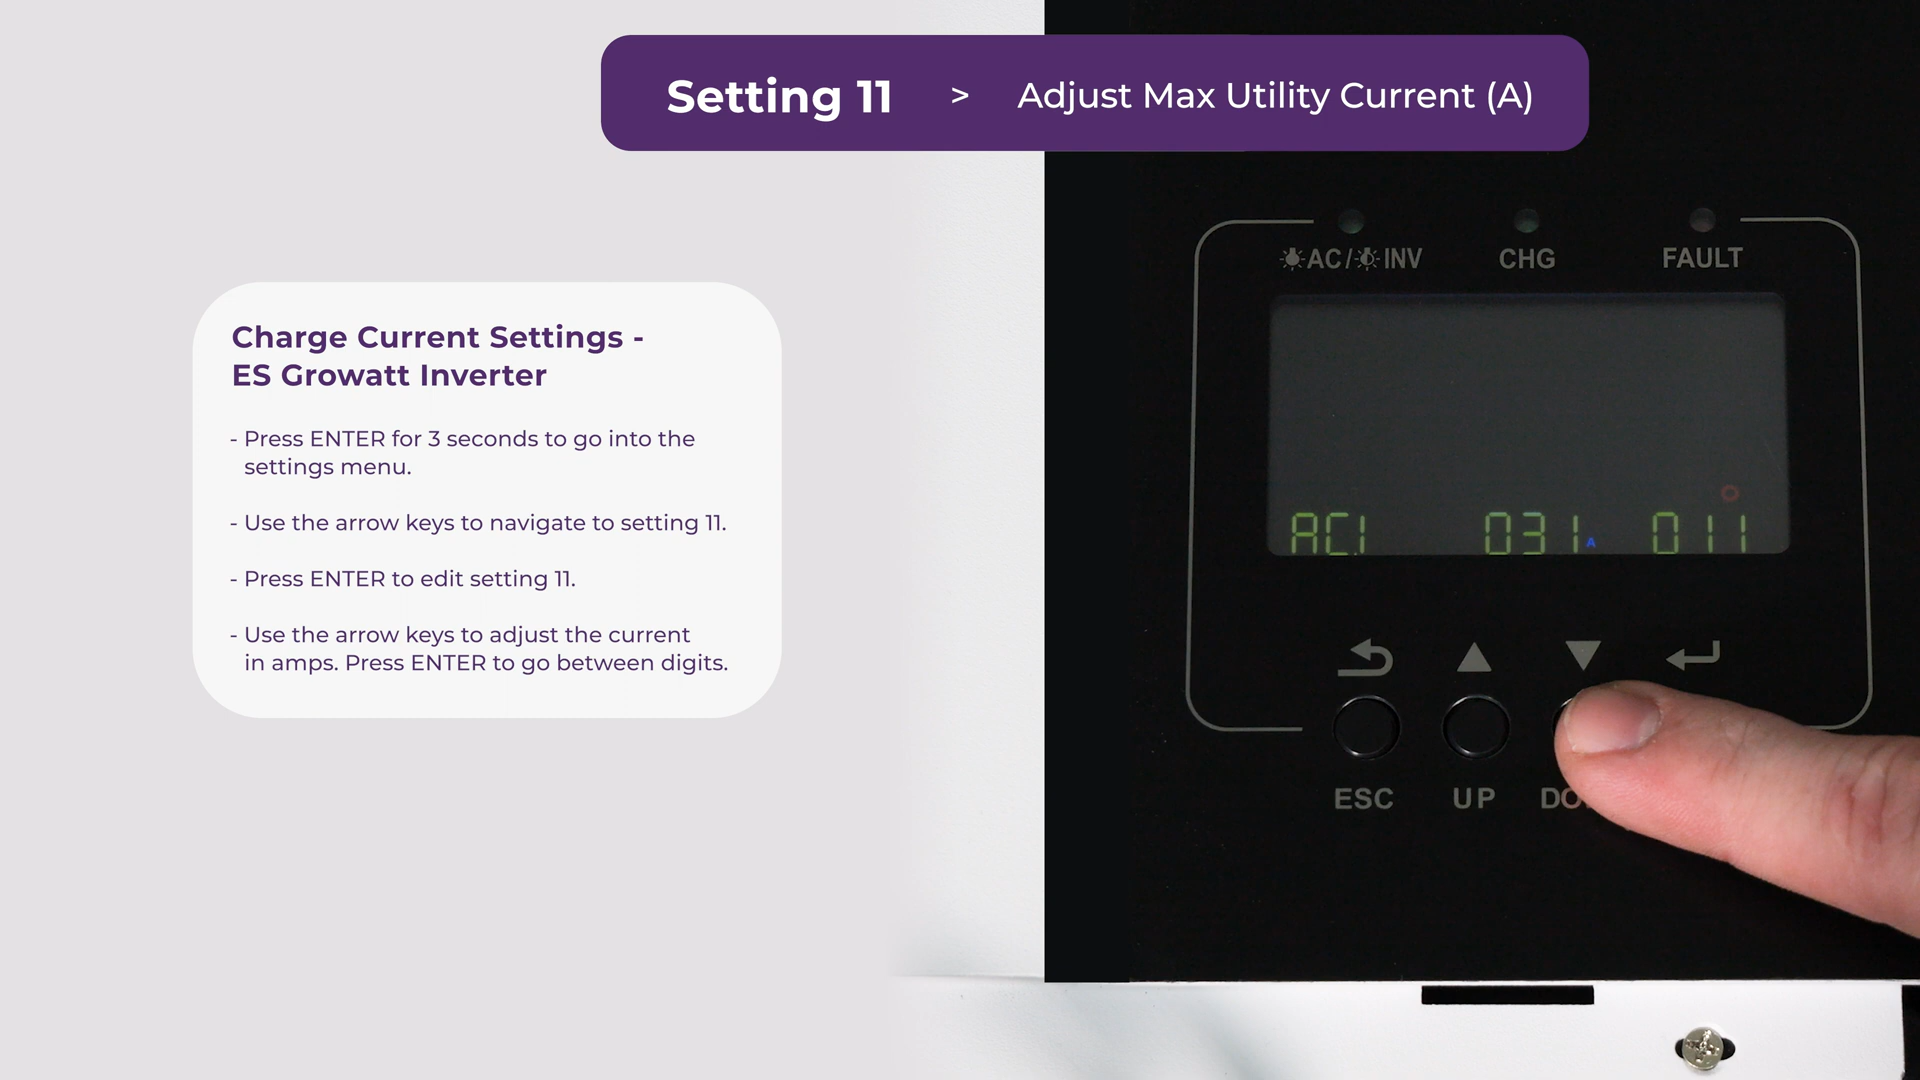 Setting 11 > Adjust Max Utility Current (A)
Charge Current Settings -
ES Growatt Inverter
- Press ENTER for 3 seconds to go into the
settings menu.
- Use the arrow keys to navigate to setting 11.
- Press ENTER to edit setting 11.
- Use the arrow keys to adjust the current
in amps. Press ENTER to go between digits.
AC/ INV CHG FAULT
AC1 031A 011
ESC UP